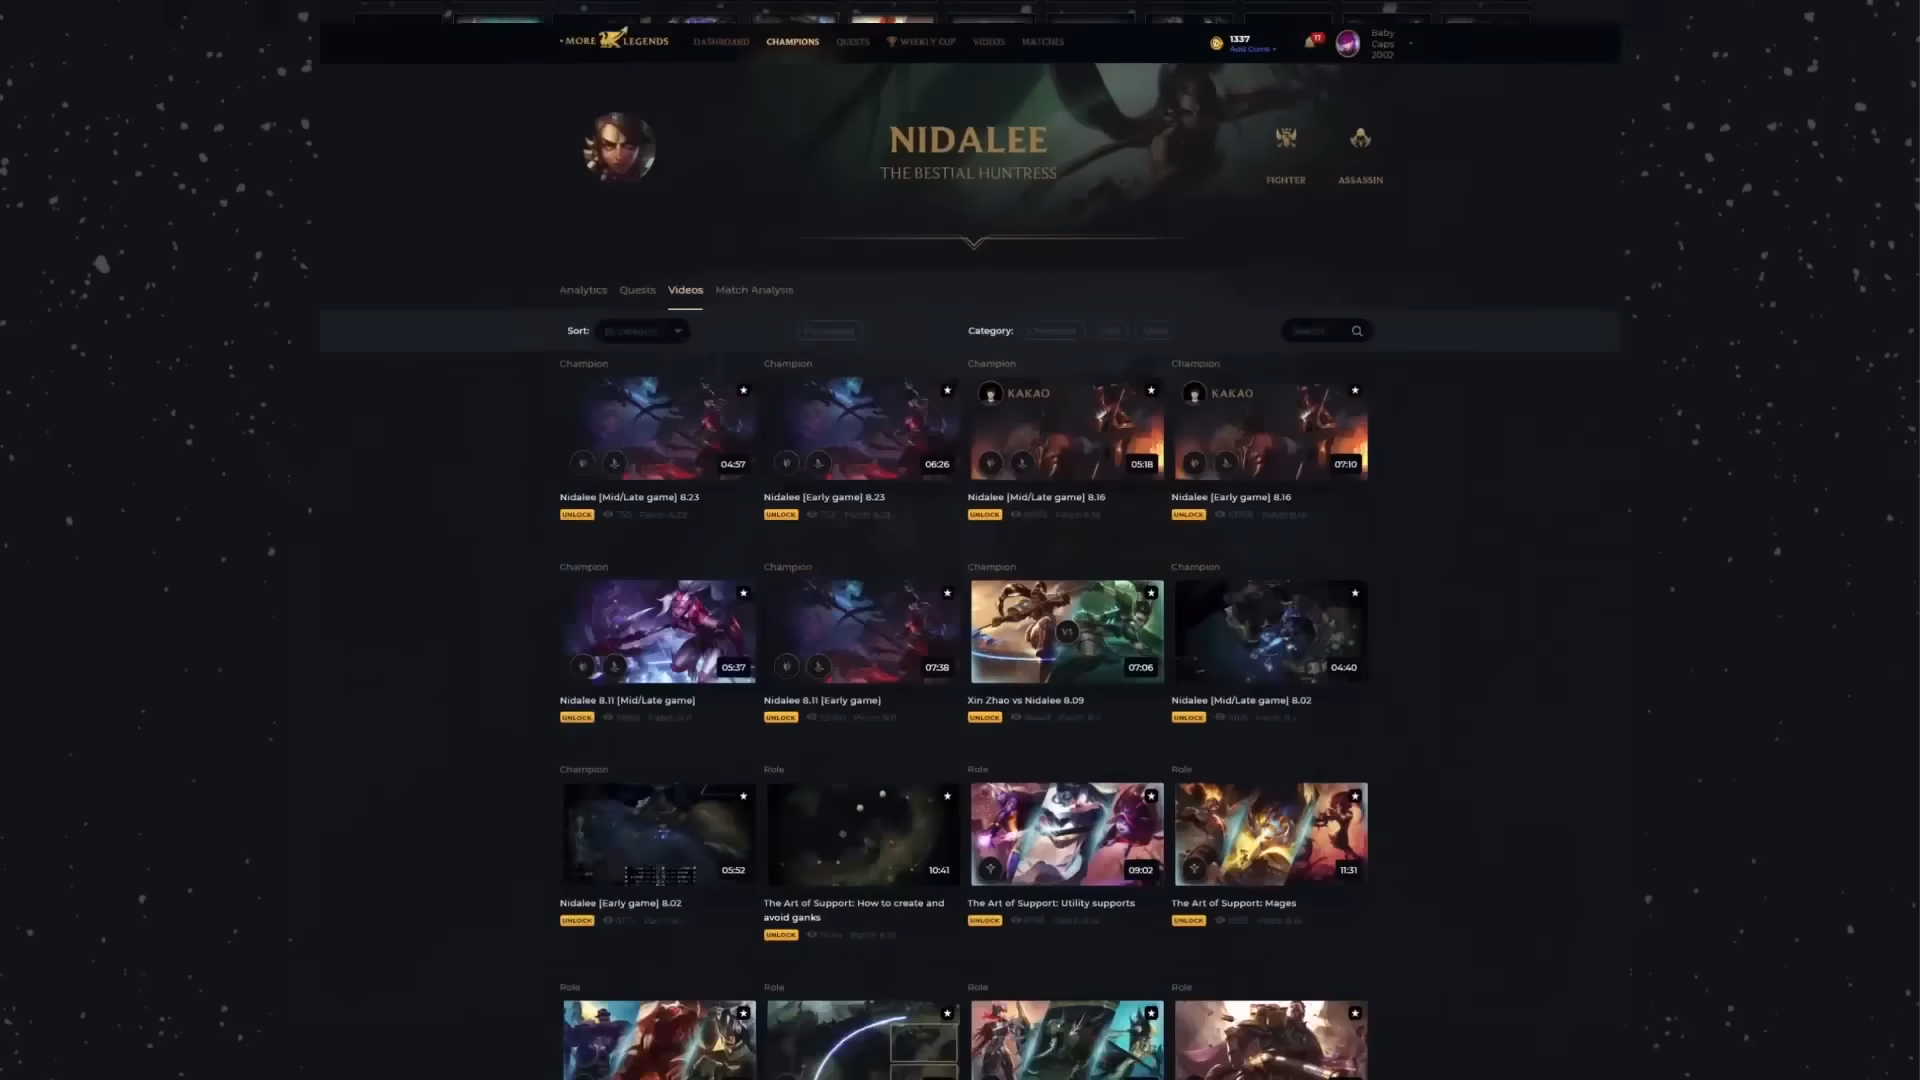 MORE LEGENDS
DASHBOARD CHAMPIONS QUESTS WEEKLY CUP VIDEOS MATCHES
1337
Add Coins
17
Baby
Caps
2002
NIDALEE
THE BESTIAL HUNTRESS
FIGHTER ASSASSIN
Analytics Quests Videos Match Analysis
Sort: Category:
Champion Champion Champion Champion
KAKAO KAKAO
04:57 06:26 05:18 07:10
Nidalee [Mid/Late game] 8.23 Nidalee [Early game] 8.23 Nidalee [Mid/Late game] 8.16 Nidalee [Early game] 8.16
UNLOCK UNLOCK UNLOCK UNLOCK
Champion Champion Champion Champion
VS
05:37 07:38 07:06 04:40
Nidalee 8.11 [Mid/Late game] Nidalee 8.11 [Early game] Xin Zhao vs Nidalee 8.09 Nidalee [Mid/Late game] 8.02
UNLOCK UNLOCK UNLOCK UNLOCK
Champion Role Role Role
05:52 10:41 09:02 11:31
Nidalee [Early game] 8.02 The Art of Support: How to create and avoid ganks The Art of Support: Utility supports The Art of Support: Mages
UNLOCK UNLOCK UNLOCK UNLOCK
Role Role Role Role